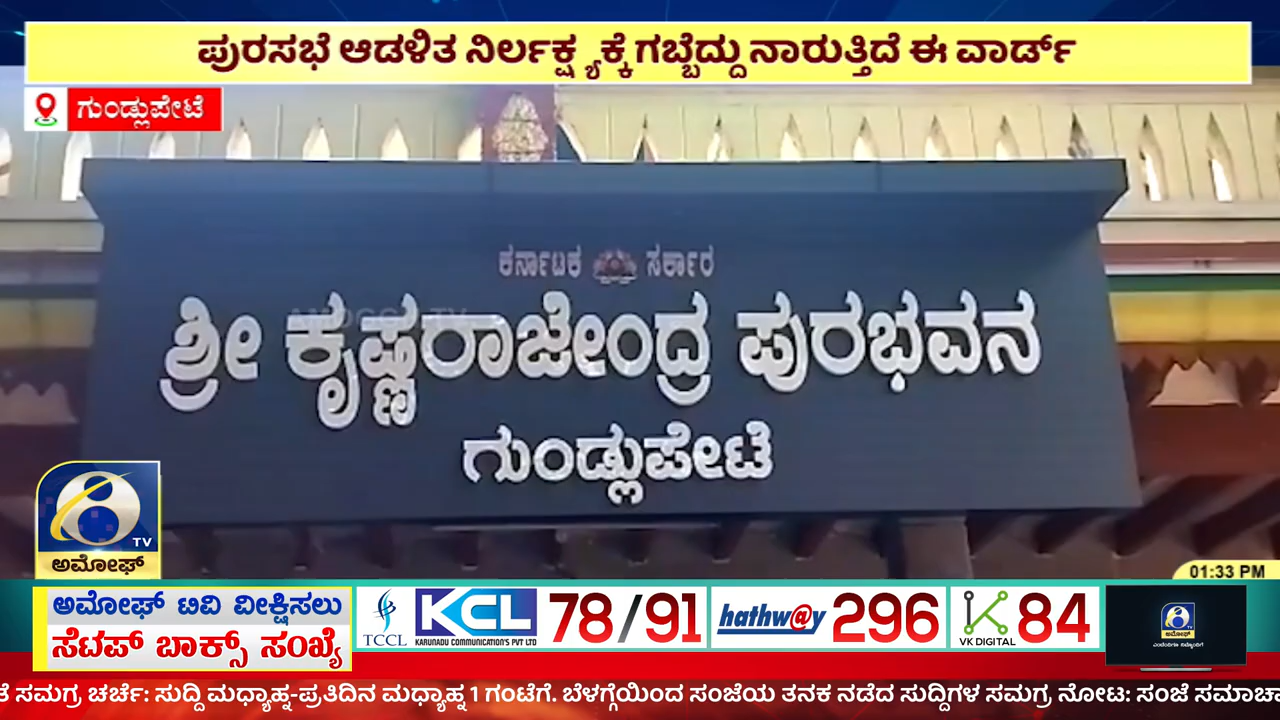 ಪುರಸಭೆ ಆಡಳಿತ ನಿರ್ಲಕ್ಷ್ಯಕ್ಕೆ ಗಬ್ಬೆದ್ದು ನಾರುತ್ತಿದೆ ಈ ವಾರ್ಡ್
ಗುಂಡ್ಲುಪೇಟೆ
ಕರ್ನಾಟಕ ಸರ್ಕಾರ
ಶ್ರೀ ಕೃಷ್ಣರಾಜೇಂದ್ರ ಪುರಭವನ
ಗುಂಡ್ಲುಪೇಟೆ
TV
ಅಮೋಘ್
01:33 PM
ಅಮೋಘ್ ಟಿವಿ ವೀಕ್ಷಿಸಲು
ಸೆಟಪ್ ಬಾಕ್ಸ್ ಸಂಖ್ಯೆ
TCCL
KCL
KARUNADU COMMUNICATION'S PVT LTD
78/91
hathw@y
296
VK DIGITAL
84
ಅಮೋಘ್
ತೆ ಸಮಗ್ರ ಚರ್ಚೆ: ಸುದ್ದಿ ಮಧ್ಯಾಹ್ನ-ಪ್ರತಿದಿನ ಮಧ್ಯಾಹ್ನ 1 ಗಂಟೆಗೆ. ಬೆಳಗ್ಗೆಯಿಂದ ಸಂಜೆಯ ತನಕ ನಡೆದ ಸುದ್ದಿಗಳ ಸಮಗ್ರ ನೋಟ: ಸಂಜೆ ಸಮಾಚಾ